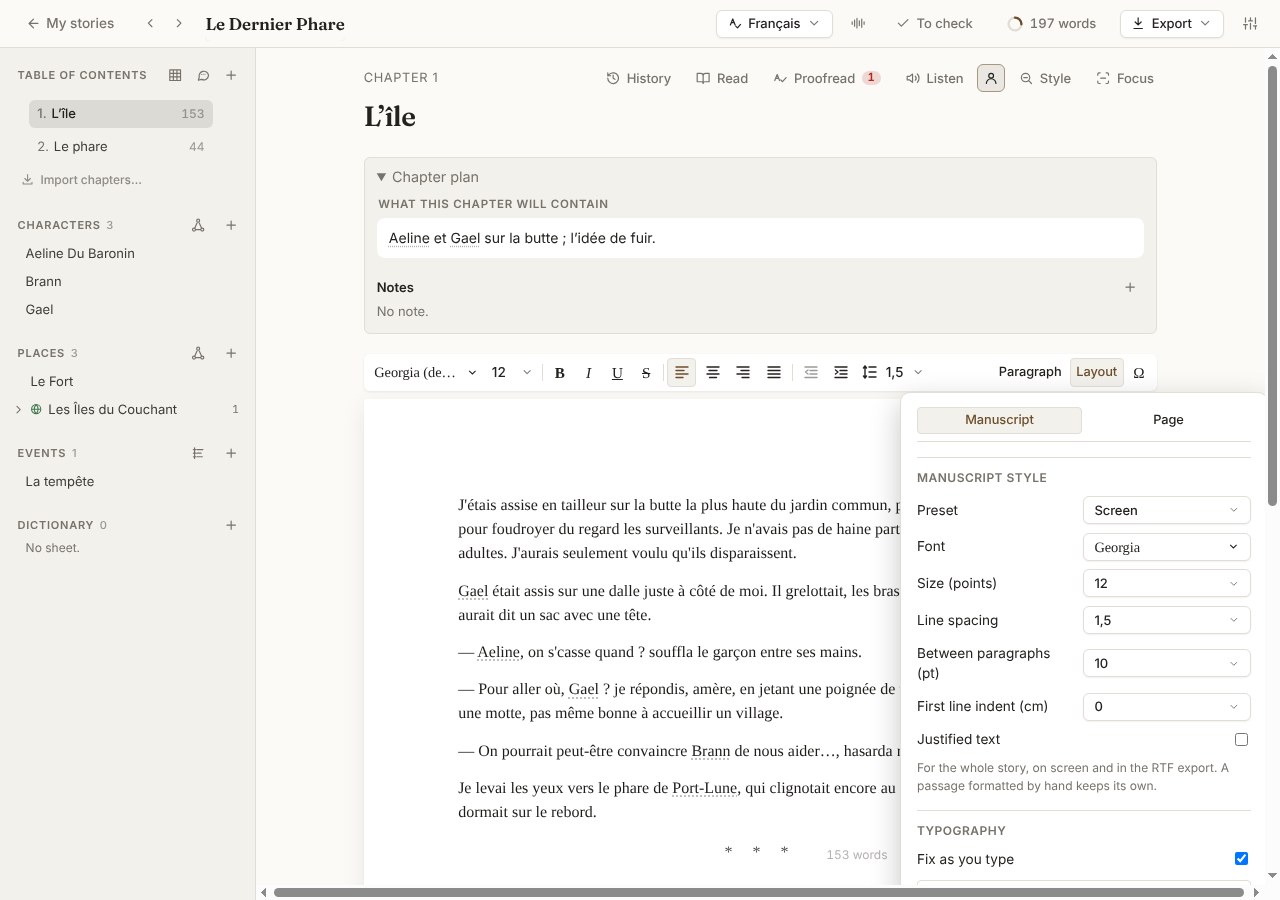 My stories
Le Dernier Phare
Français
To check
197 words
Export
TABLE OF CONTENTS
1. L'île 153
2. Le phare 44
Import chapters...
CHARACTERS 3
Aeline Du Baronin
Brann
Gael
PLACES 3
Le Fort
Les Îles du Couchant 1
EVENTS 1
La tempête
DICTIONARY 0
No sheet.
CHAPTER 1
History
Read
Proofread 1
Listen
Style
Focus
L'île
Chapter plan
WHAT THIS CHAPTER WILL CONTAIN
Aeline et Gael sur la butte ; l'idée de fuir.
Notes
No note.
Georgia (de…
12
B I U S
1,5
Paragraph
Layout
Ω
J'étais assise en tailleur sur la butte la plus haute du jardin commun,
pour foudroyer du regard les surveillants. Je n'avais pas de haine
adultes. J'aurais seulement voulu qu'ils disparaissent.
Gael était assis sur une dalle juste à côté de moi. Il grelottait, les
aurait dit un sac avec une tête.
— Aeline, on s'casse quand ? souffla le garçon entre ses mains.
— Pour aller où, Gael ? je répondis, amère, en jetant une poignée de
une motte, pas même bonne à accueillir un village.
— On pourrait peut-être convaincre Brann de nous aider…, hasarda
Je levai les yeux vers le phare de Port-Lune, qui clignotait encore au
dormait sur le rebord.
* * *
153 words
Manuscript
Page
MANUSCRIPT STYLE
Preset Screen
Font Georgia
Size (points) 12
Line spacing 1,5
Between paragraphs
(pt) 10
First line indent (cm) 0
Justified text
For the whole story, on screen and in the RTF export. A
passage formatted by hand keeps its own.
TYPOGRAPHY
Fix as you type